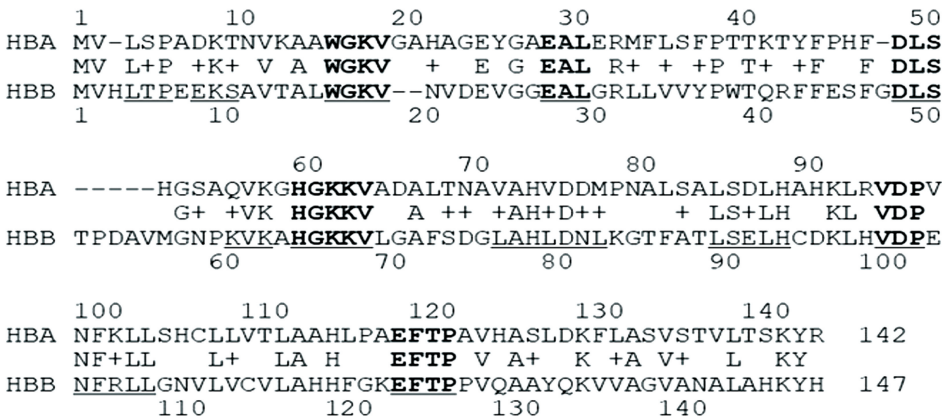 1 10 20 30 40 50
HBA MV-LSPADKTNVKAAWGKVGAHAGEYGAEALERMFLSFPTTKTYFPHF-DLS
MV L+P +K+ V A WGKV + E G EAL R+ + +P T+ +F F DLS
HBB MVHLTPEEKSAVTALWGKV--NVDEVGGEALGRLLVVYPWTQRFFESFGDLS
1 10 20 30 40 50
60 70 80 90
HBA -----HGSAQVKGHGKKVADALTNAVAHVDDMPNALSALSDLHAHKLRVDPV
G+ +VK HGKKV A ++ +AH+D++ + LS+LH KL VDP
HBB TPDAVMGNPKVKAHGKKVLGAFSDGLAHLDNLKGTFATLSELHCDKLHVDPE
60 70 80 90 100
100 110 120 130 140
HBA NFKLLSHCLLVTLAAHLPAEFTPAVHASLDKFLASVSTVLTSKYR 142
NF+LL L+ LA H EFTP V A+ K +A V+ L KY
HBB NFRLLGNVLVCVLAHHFGKEFTPPVQAAYQKVVAGVANALAHKYH 147
110 120 130 140